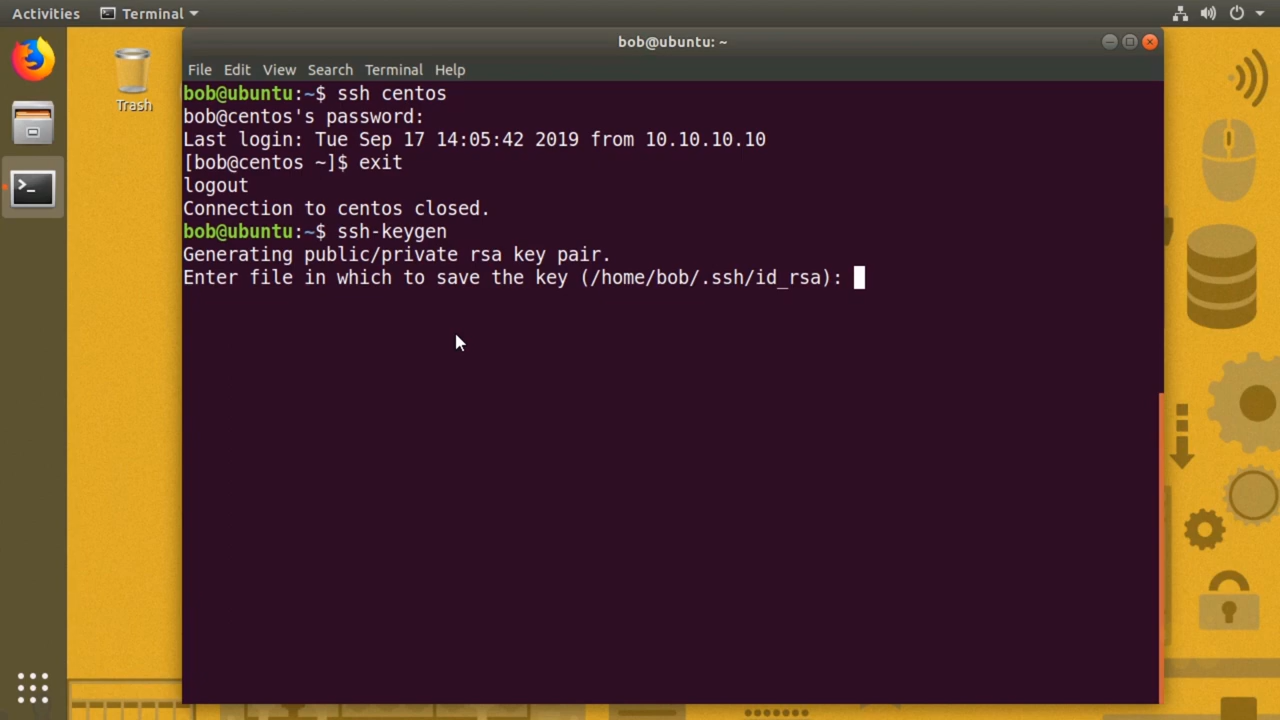 Activities
Terminal
bob@ubuntu: ~
File Edit View Search Terminal Help
Trash
bob@ubuntu:~$ ssh centos
bob@centos's password:
Last login: Tue Sep 17 14:05:42 2019 from 10.10.10.10
[bob@centos ~]$ exit
logout
Connection to centos closed.
bob@ubuntu:~$ ssh-keygen
Generating public/private rsa key pair.
Enter file in which to save the key (/home/bob/.ssh/id_rsa):